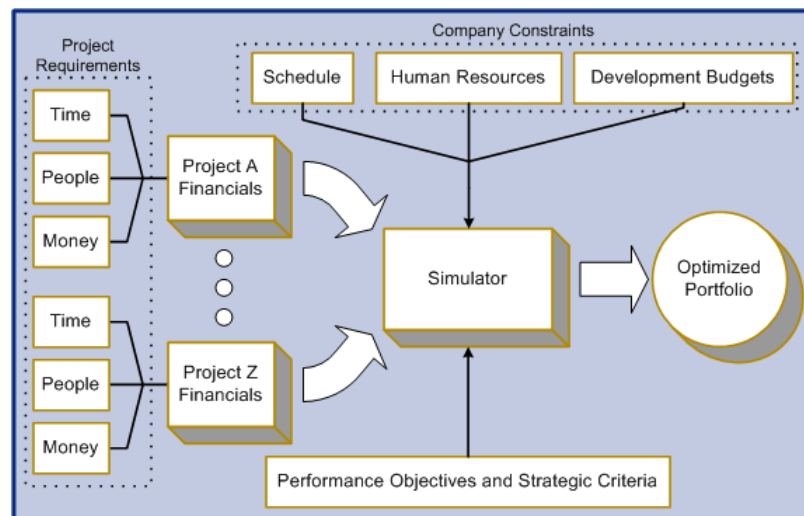 Project
Requirements
Company Constraints
Schedule
Human Resources
Development Budgets
Time
People
Money
Project A
Financials
Time
People
Money
Project Z
Financials
Simulator
Optimized
Portfolio
Performance Objectives and Strategic Criteria